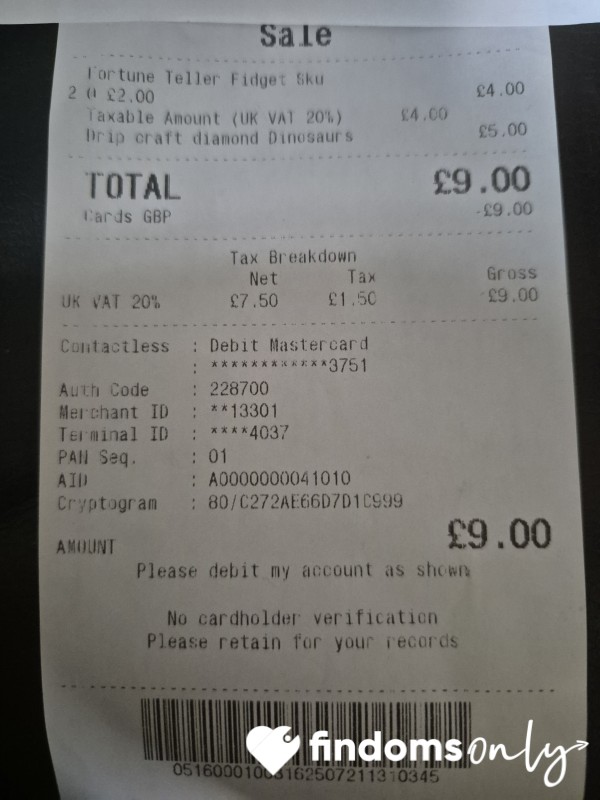 Sale
Fortune Teller Fidget Sku
2 @ £2.00 £4.00
Taxable Amount (UK VAT 20%) £4.00
Drip craft diamond Dinosaurs £5.00
TOTAL £9.00
Cards GBP -£9.00
Tax Breakdown
Net Tax Gross
UK VAT 20% £7.50 £1.50 £9.00
Contactless : Debit Mastercard
: ************3751
Auth Code : 228700
Merchant ID : **13301
Terminal ID : ****4037
PAN Seq. : 01
AID : A0000000041010
Cryptogram : 80/C272AE66D7D1C999
AMOUNT £9.00
Please debit my account as shown
No cardholder verification
Please retain for your records
findomsonly